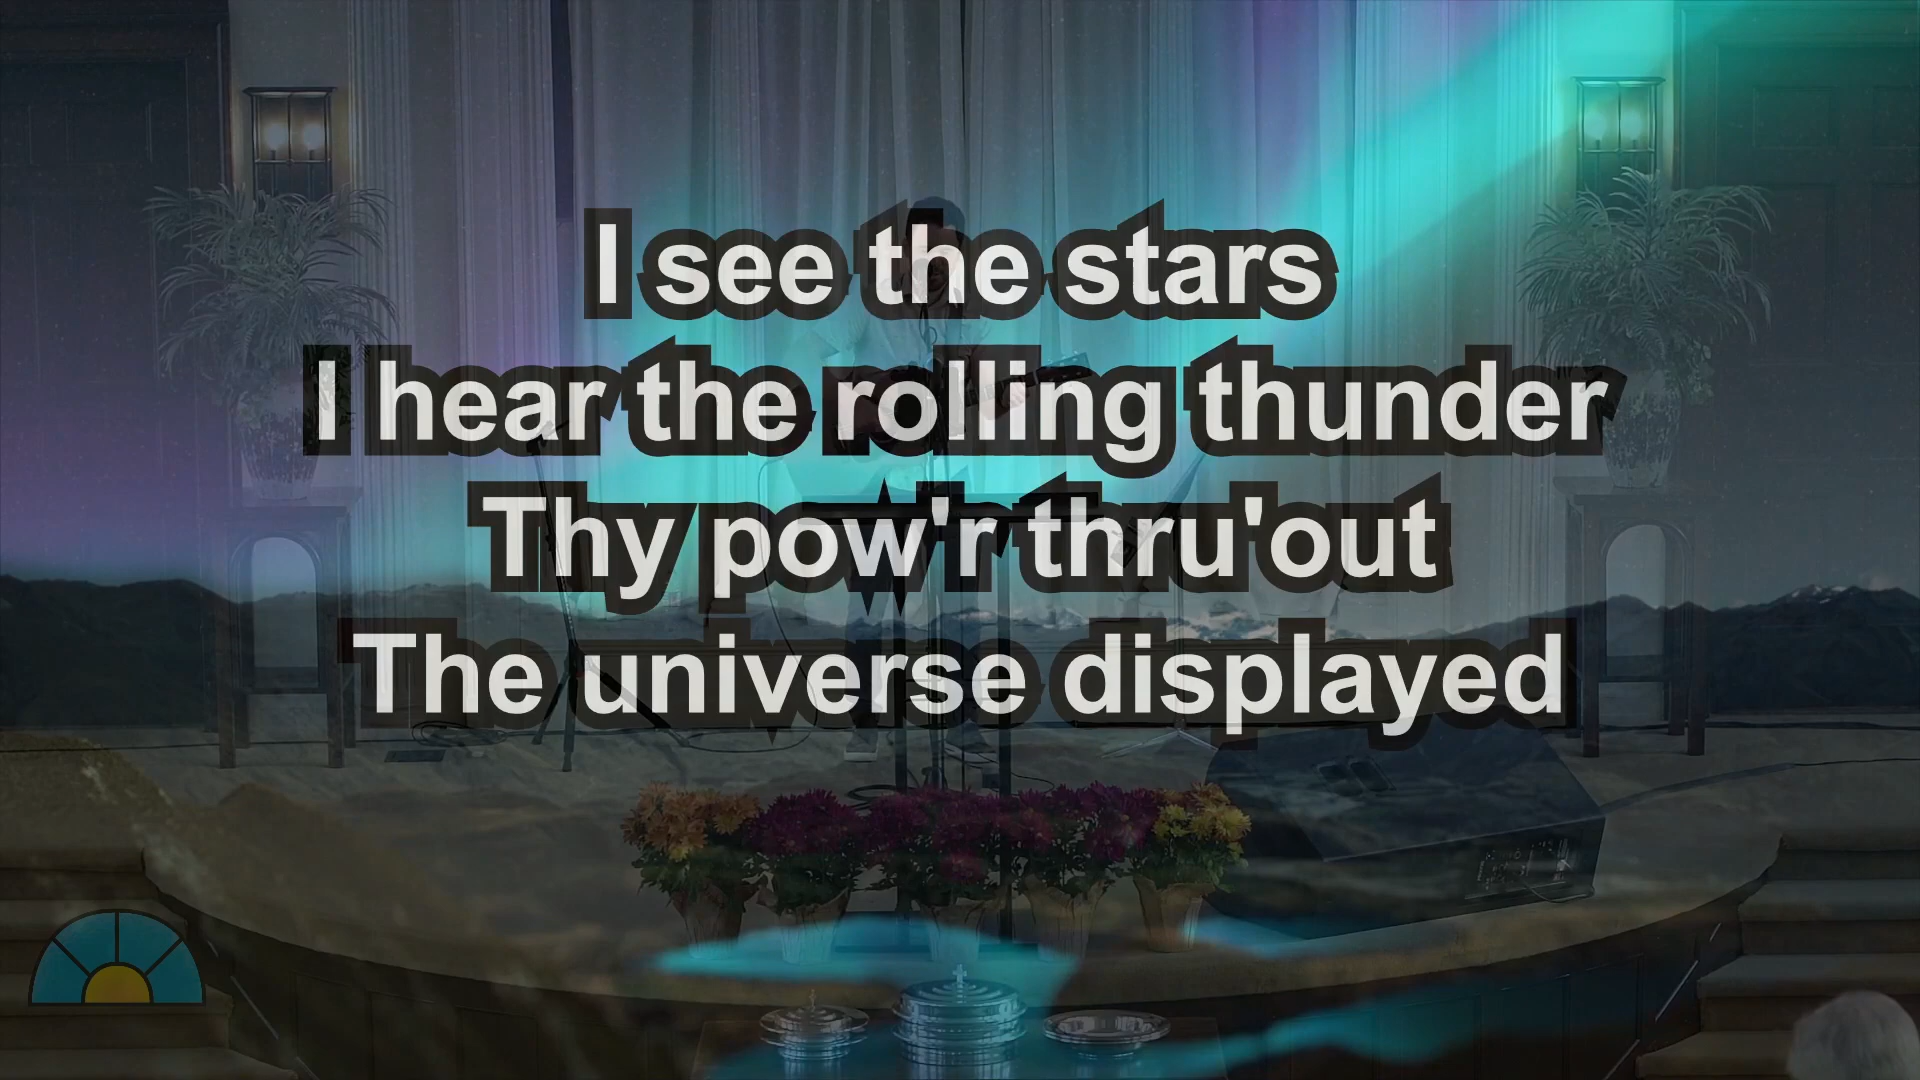 I see the stars
I hear the rolling thunder
Thy pow'r thru'out
The universe displayed